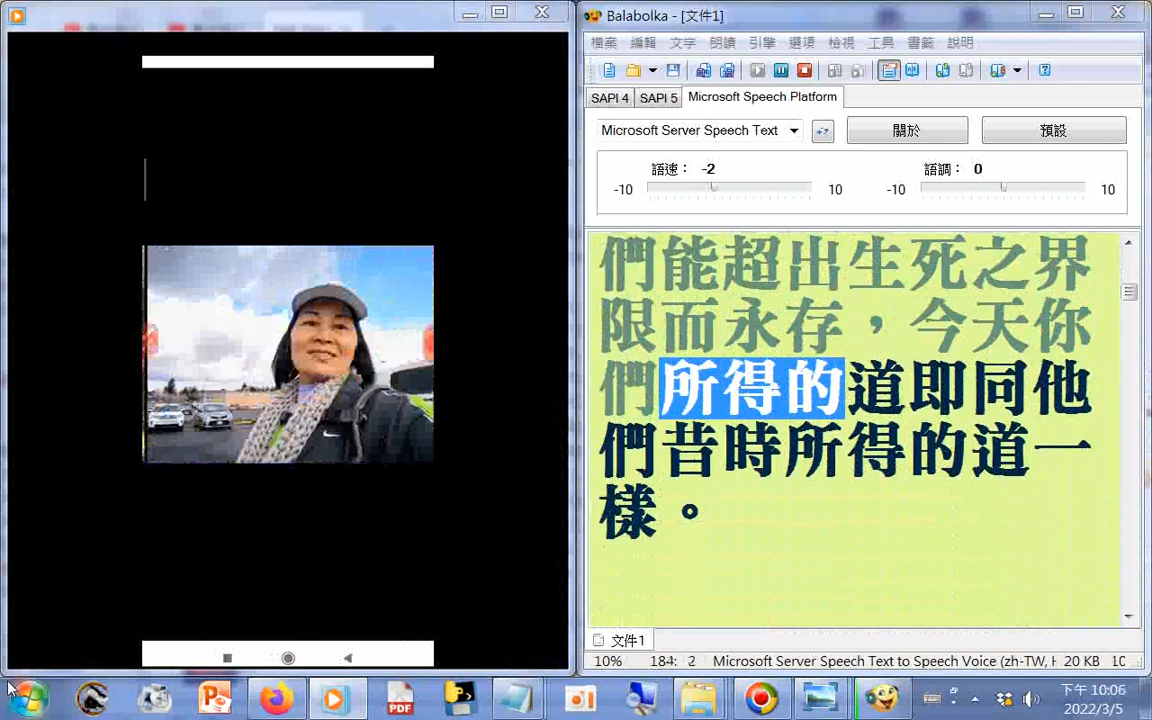 Balabolka - [文件1]
檔案 編輯 文字 朗讀 引擎 選項 檢視 工具 書籤 說明
SAPI 4 SAPI 5 Microsoft Speech Platform
Microsoft Server Speech Text 關於 預設
語速： -2 語調： 0
-10 10 -10 10
們能超出生死之界
限而永存，今天你
們所得的道即同他
們昔時所得的道一
樣。
文件1
10% 184: 2 Microsoft Server Speech Text to Speech Voice (zh-TW, H 20 KB 10
PDF
下午 10:06
2022/3/5